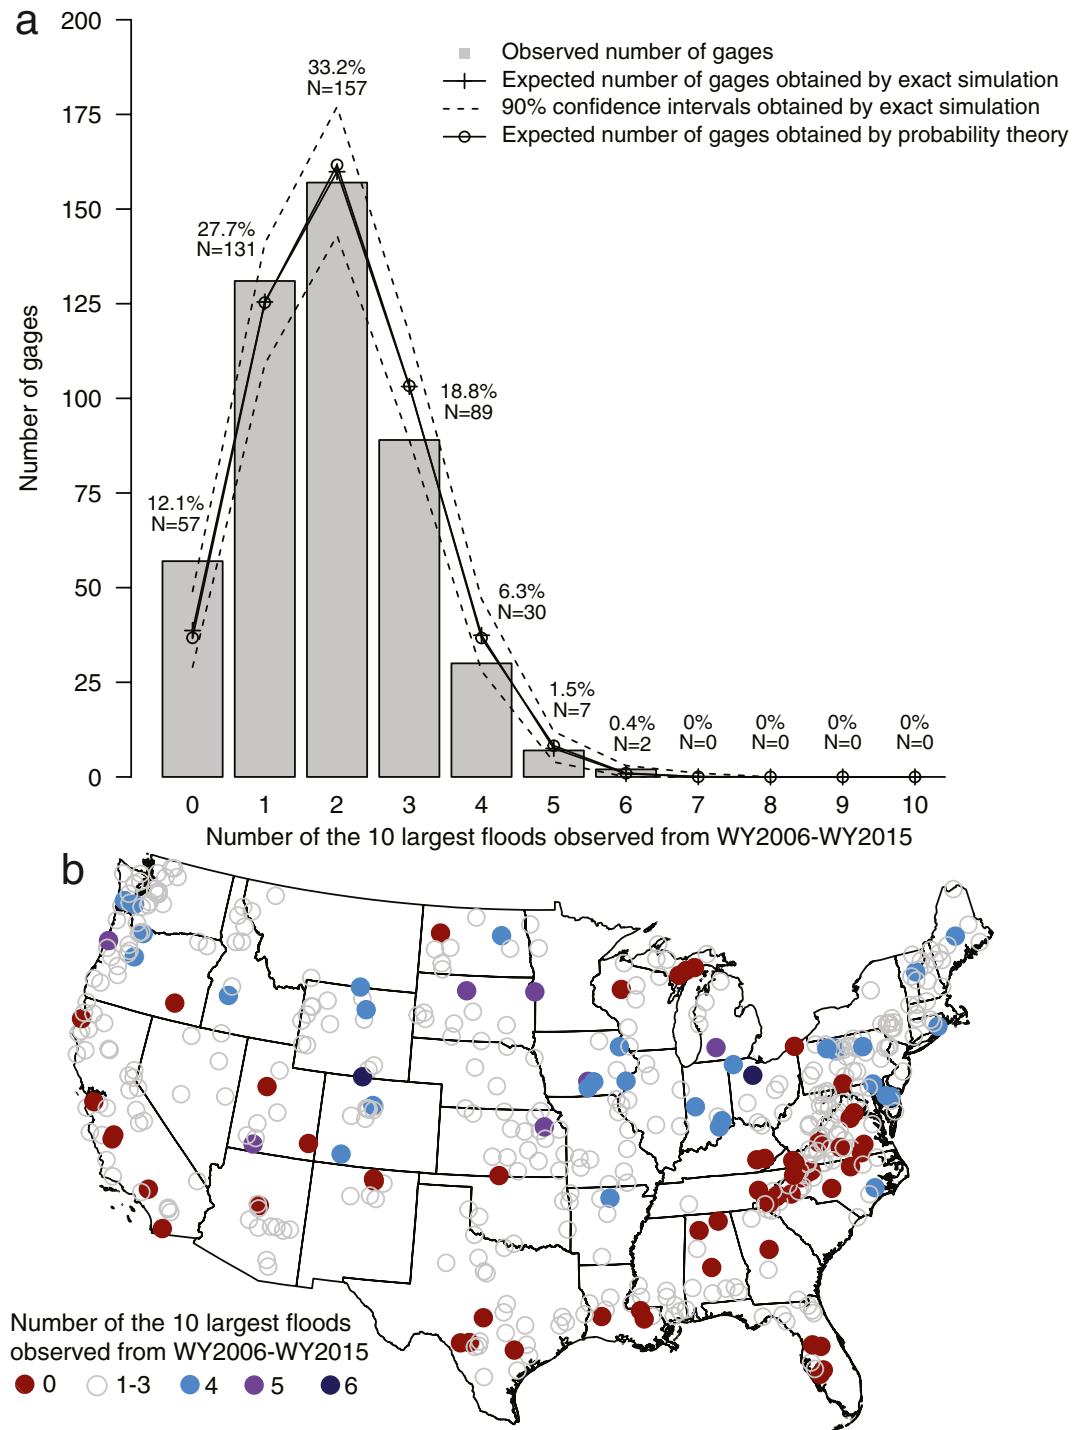 a
200
175
150
125
100
75
50
25
0
Number of gages
Observed number of gages
Expected number of gages obtained by exact simulation
90% confidence intervals obtained by exact simulation
Expected number of gages obtained by probability theory
12.1%
N=57
27.7%
N=131
33.2%
N=157
18.8%
N=89
6.3%
N=30
1.5%
N=7
0.4%
N=2
0%
N=0
0%
N=0
0%
N=0
0%
N=0
0 1 2 3 4 5 6 7 8 9 10
Number of the 10 largest floods observed from WY2006-WY2015
b
Number of the 10 largest floods
observed from WY2006-WY2015
0 1-3 4 5 6